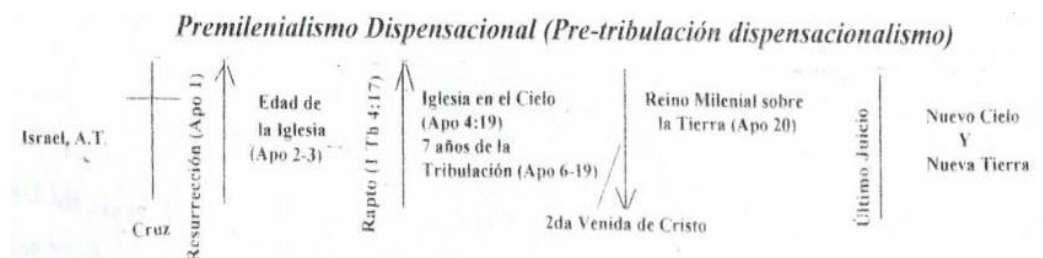 Premilenialismo Dispensacional (Pre-tribulación dispensacionalismo)
Israel, A.T.
Cruz
Resurrección (Apo 1)
Edad de
la Iglesia
(Apo 2-3)
Rapto (1 Th 4:17)
Iglesia en el Cielo
(Apo 4:19)
7 años de la
Tribulación (Apo 6-19)
2da Venida de Cristo
Reino Milenial sobre
la Tierra (Apo 20)
Último Juicio
Nuevo Cielo
Y
Nueva Tierra